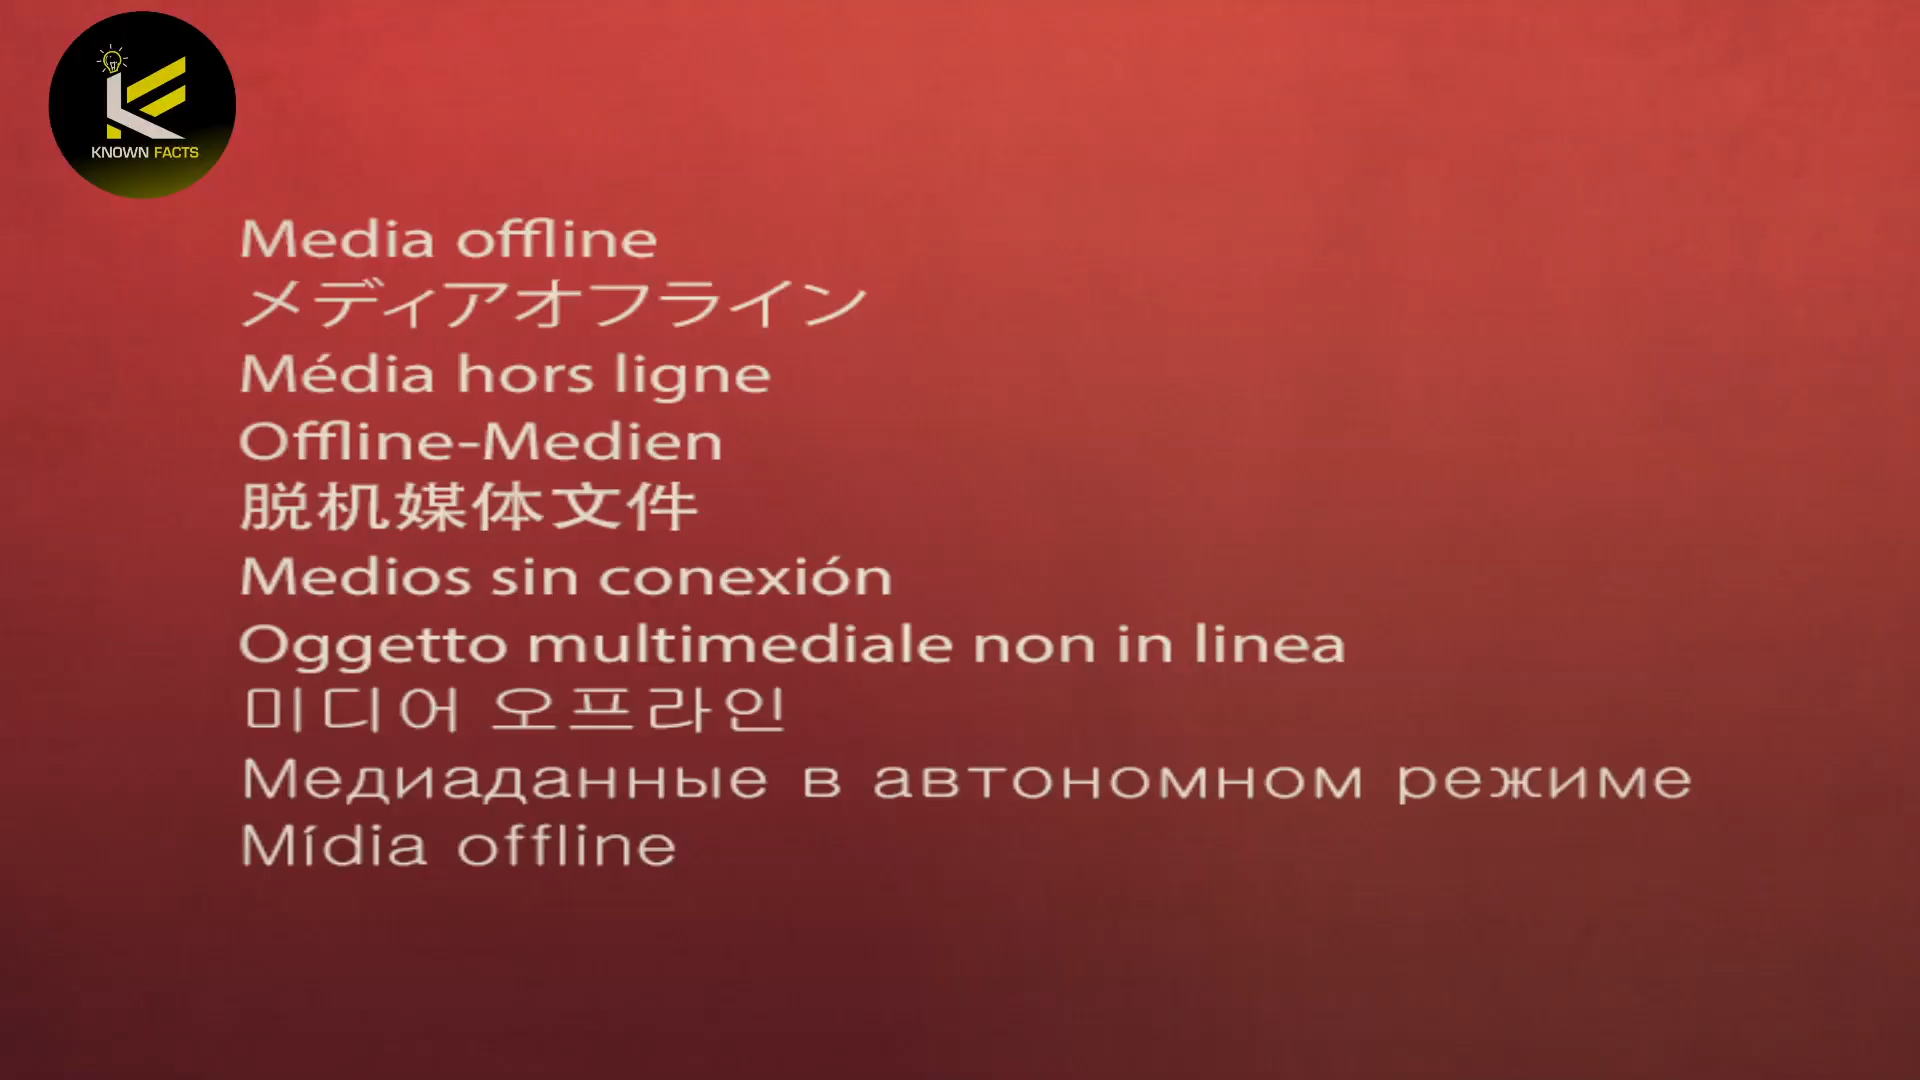 KNOWN FACTS
Media offline
メディアオフライン
Média hors ligne
Offline-Medien
脱机媒体文件
Medios sin conexión
Oggetto multimediale non in linea
미디어 오프라인
Медиаданные в автономном режиме
Mídia offline